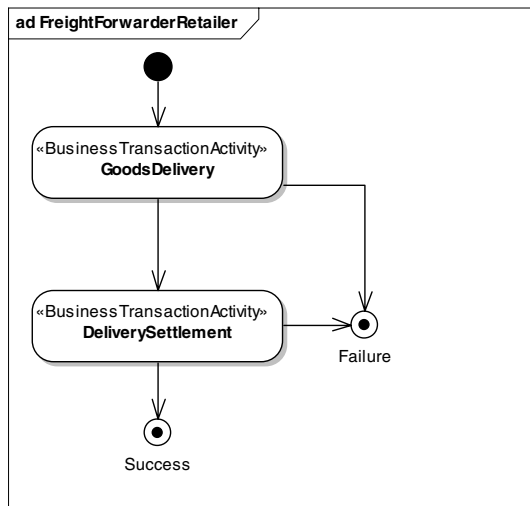 ad FreightForwarderRetailer
«BusinessTransactionActivity»
GoodsDelivery
«BusinessTransactionActivity»
DeliverySettlement
Failure
Success